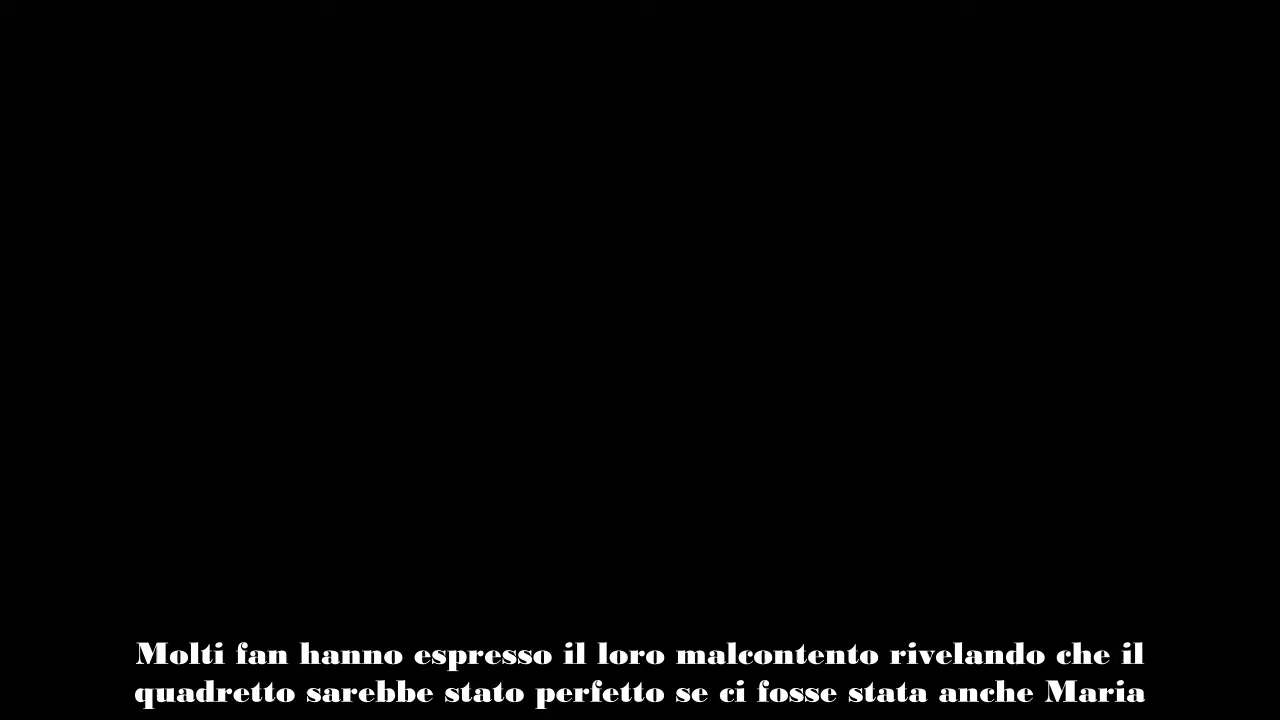 Molti fan hanno espresso il loro malcontento rivelando che il
quadretto sarebbe stato perfetto se ci fosse stata anche Maria